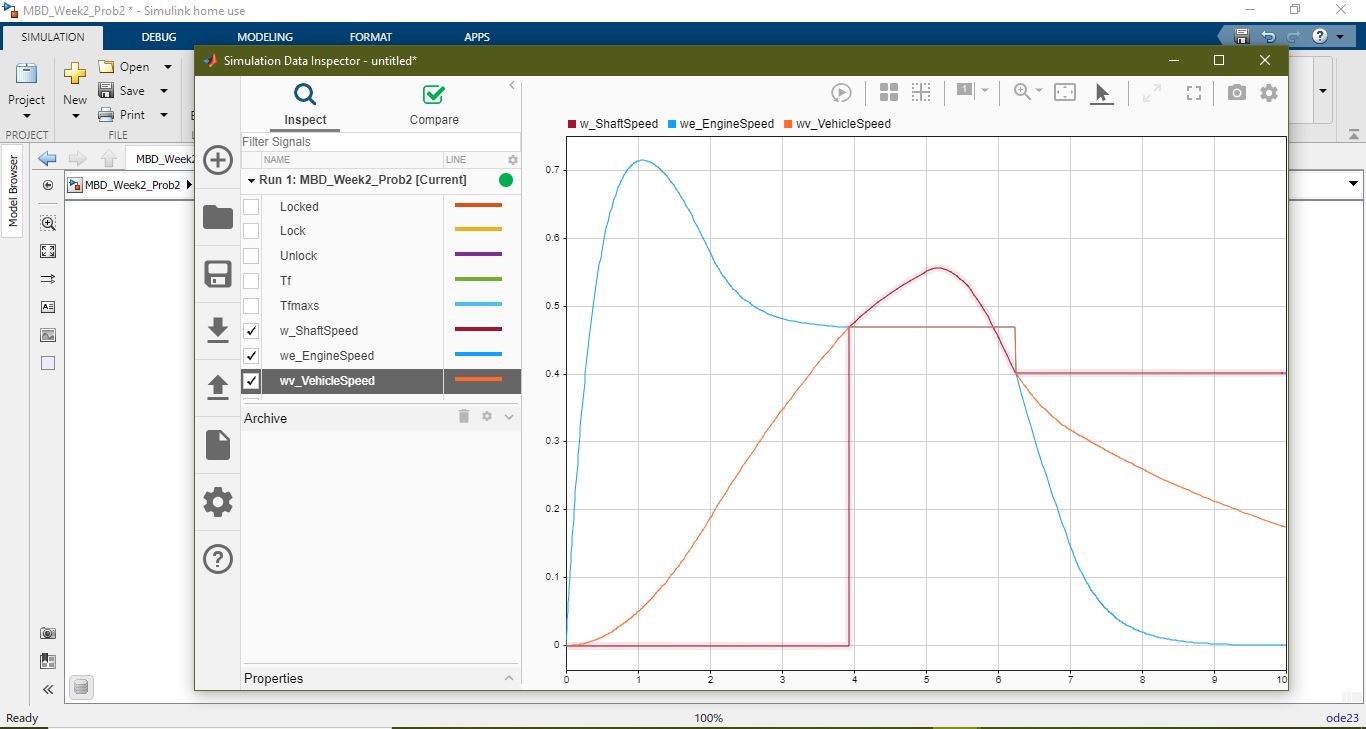 MBD_Week2_Prob2 * - Simulink home use
SIMULATION DEBUG MODELING FORMAT APPS
Project
New
Open
Save
Print
PROJECT
FILE
Simulation Data Inspector - untitled*
Model Browser
MBD_Week2
MBD_Week2_Prob2
Inspect
Compare
Filter Signals
NAME LINE
Run 1: MBD_Week2_Prob2 [Current]
Locked
Lock
Unlock
Tf
Tfmaxs
w_ShaftSpeed
we_EngineSpeed
wv_VehicleSpeed
Archive
Properties
1
w_ShaftSpeed we_EngineSpeed wv_VehicleSpeed
0.7
0.6
0.5
0.4
0.3
0.2
0.1
0
0 1 2 3 4 5 6 7 8 9 10
Ready 100% ode23